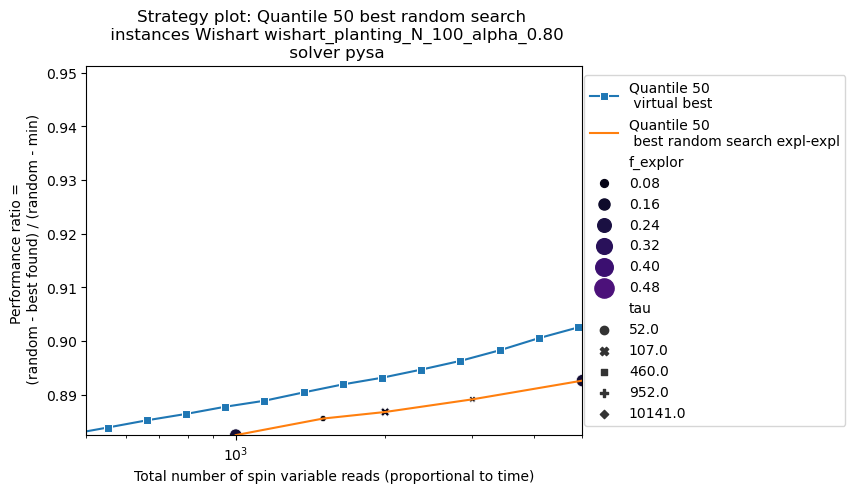 Strategy plot: Quantile 50 best random search
instances Wishart wishart_planting_N_100_alpha_0.80
solver pysa
0.95
0.94
0.93
0.92
0.91
0.90
0.89
Performance ratio =
(random - best found) / (random - min)
10^3
Total number of spin variable reads (proportional to time)
Quantile 50
virtual best
Quantile 50
best random search expl-expl
f_explor
0.08
0.16
0.24
0.32
0.40
0.48
tau
52.0
107.0
460.0
952.0
10141.0